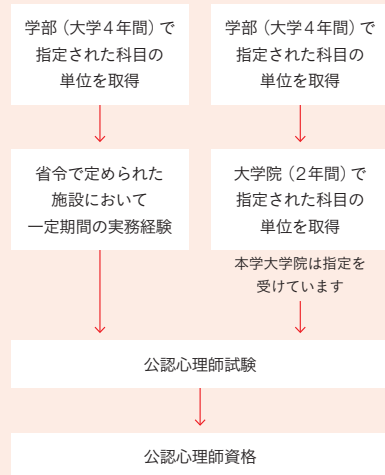 学部（大学4年間）で
指定された科目の
単位を取得
学部（大学4年間）で
指定された科目の
単位を取得
省令で定められた
施設において
一定期間の実務経験
大学院（2年間）で
指定された科目の
単位を取得
本学大学院は指定を
受けています
公認心理師試験
公認心理師資格